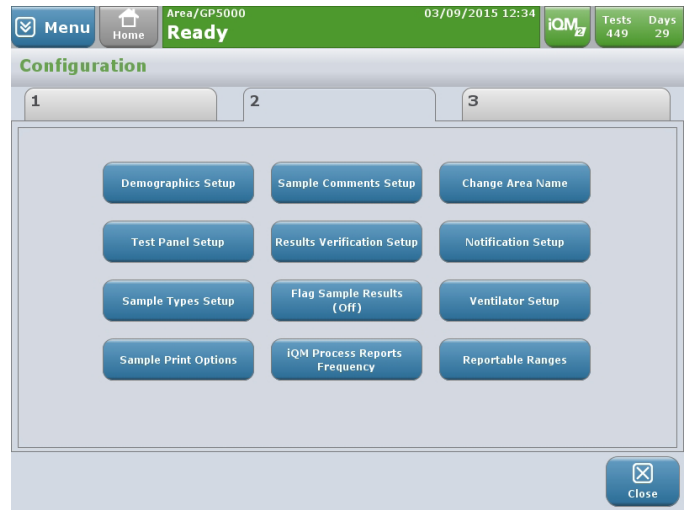 Menu
Home
Area/GP5000
03/09/2015 12:34
Ready
iQM2
Tests Days
449 29
Configuration
1
2
3
Demographics Setup
Sample Comments Setup
Change Area Name
Test Panel Setup
Results Verification Setup
Notification Setup
Sample Types Setup
Flag Sample Results
(Off)
Ventilator Setup
Sample Print Options
iQM Process Reports
Frequency
Reportable Ranges
Close